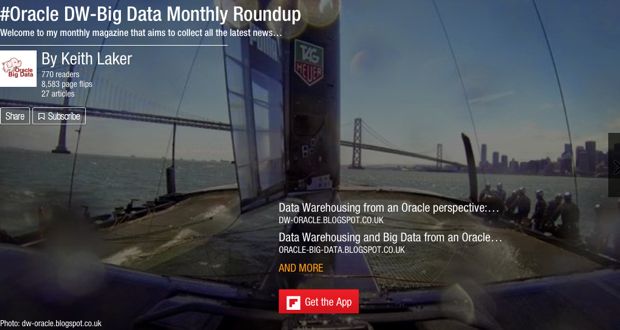 #Oracle DW-Big Data Monthly Roundup
Welcome to my monthly magazine that aims to collect all the latest news…
Oracle
Big Data
By Keith Laker
770 readers
8,583 page flips
27 articles
Share
Subscribe
TAG
HEUER
Data Warehousing from an Oracle perspective:…
DW-ORACLE.BLOGSPOT.CO.UK
Data Warehousing and Big Data from an Oracle…
ORACLE-BIG-DATA.BLOGSPOT.CO.UK
AND MORE
Get the App
Photo: dw-oracle.blogspot.co.uk